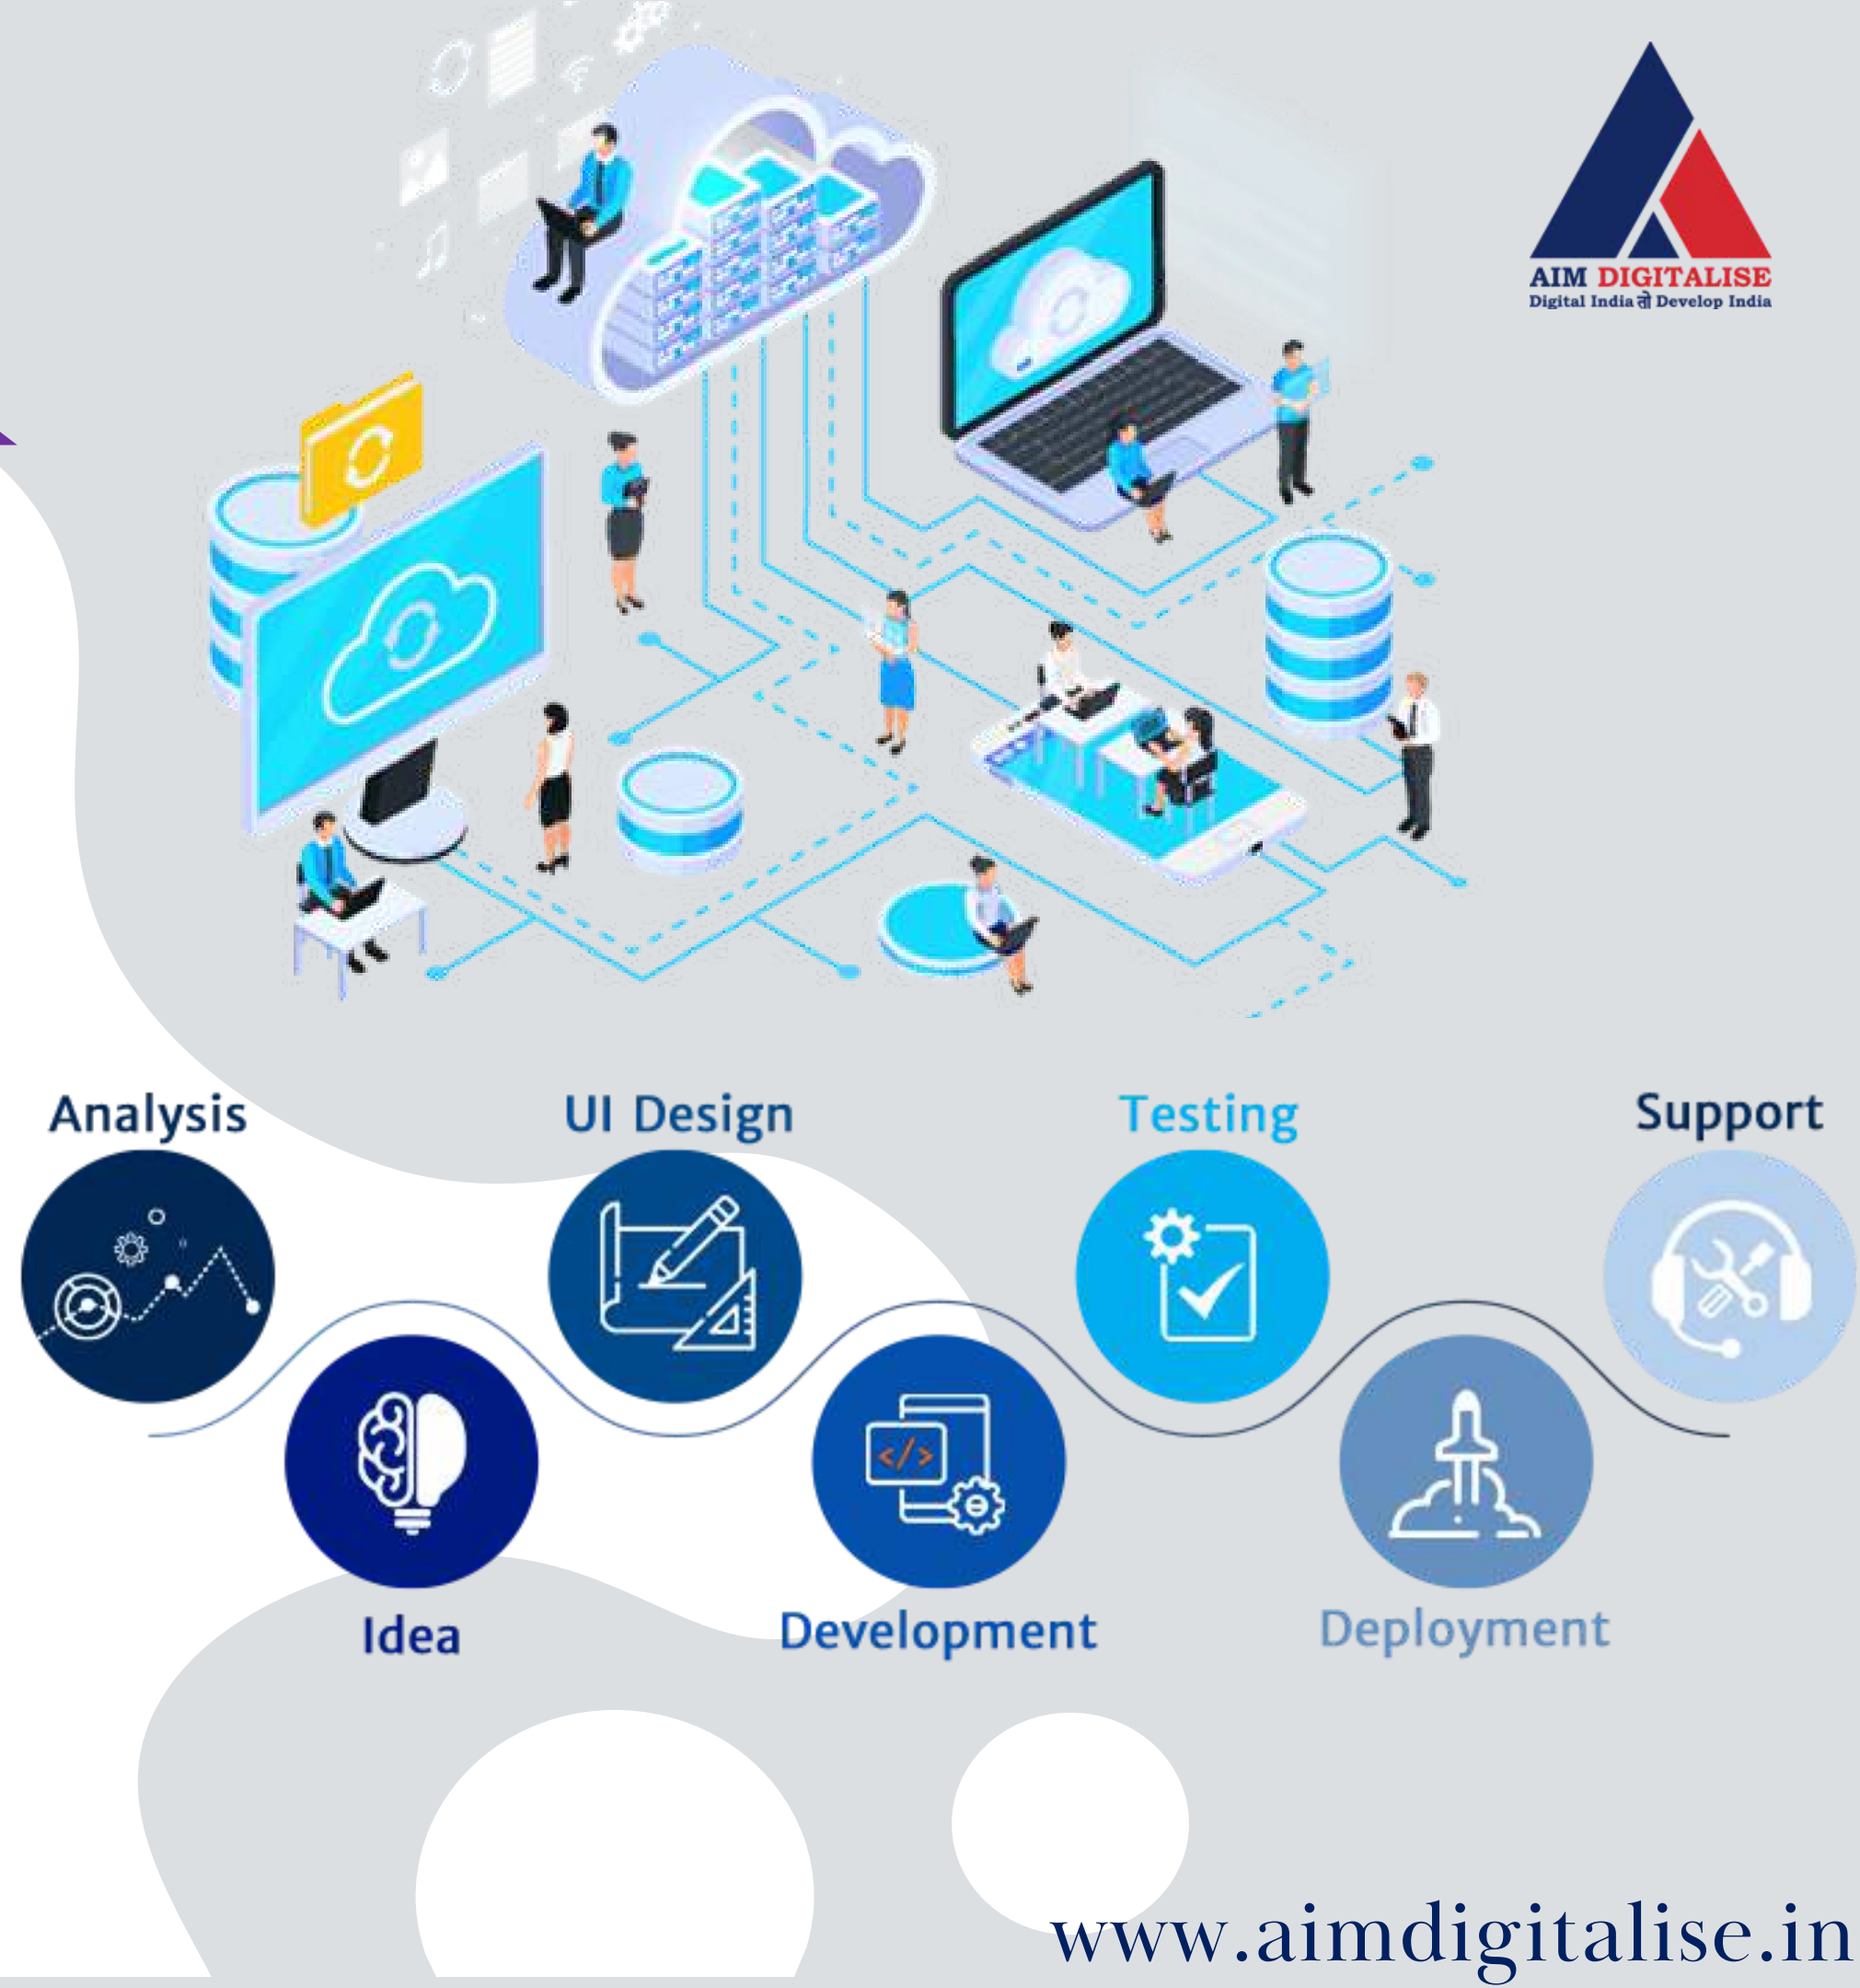 AIM DIGITALISE
Digital India तो Develop India
Analysis
UI Design
Testing
Support
</>
Idea
Development
Deployment
www.aimdigitalise.in